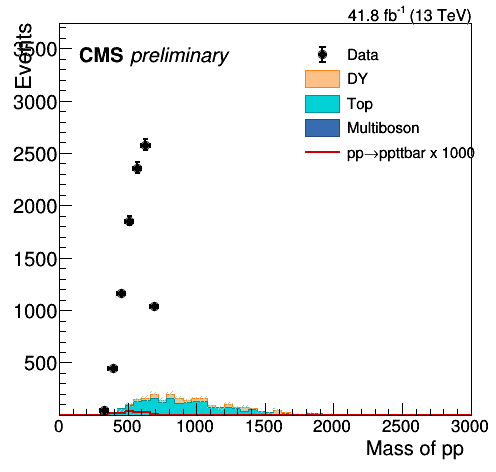 41.8 fb⁻¹ (13 TeV)
Events
CMS preliminary
Data
DY
Top
Multiboson
pp→ppttbar x 1000
3500
3000
2500
2000
1500
1000
500
0 500 1000 1500 2000 2500 3000
Mass of pp